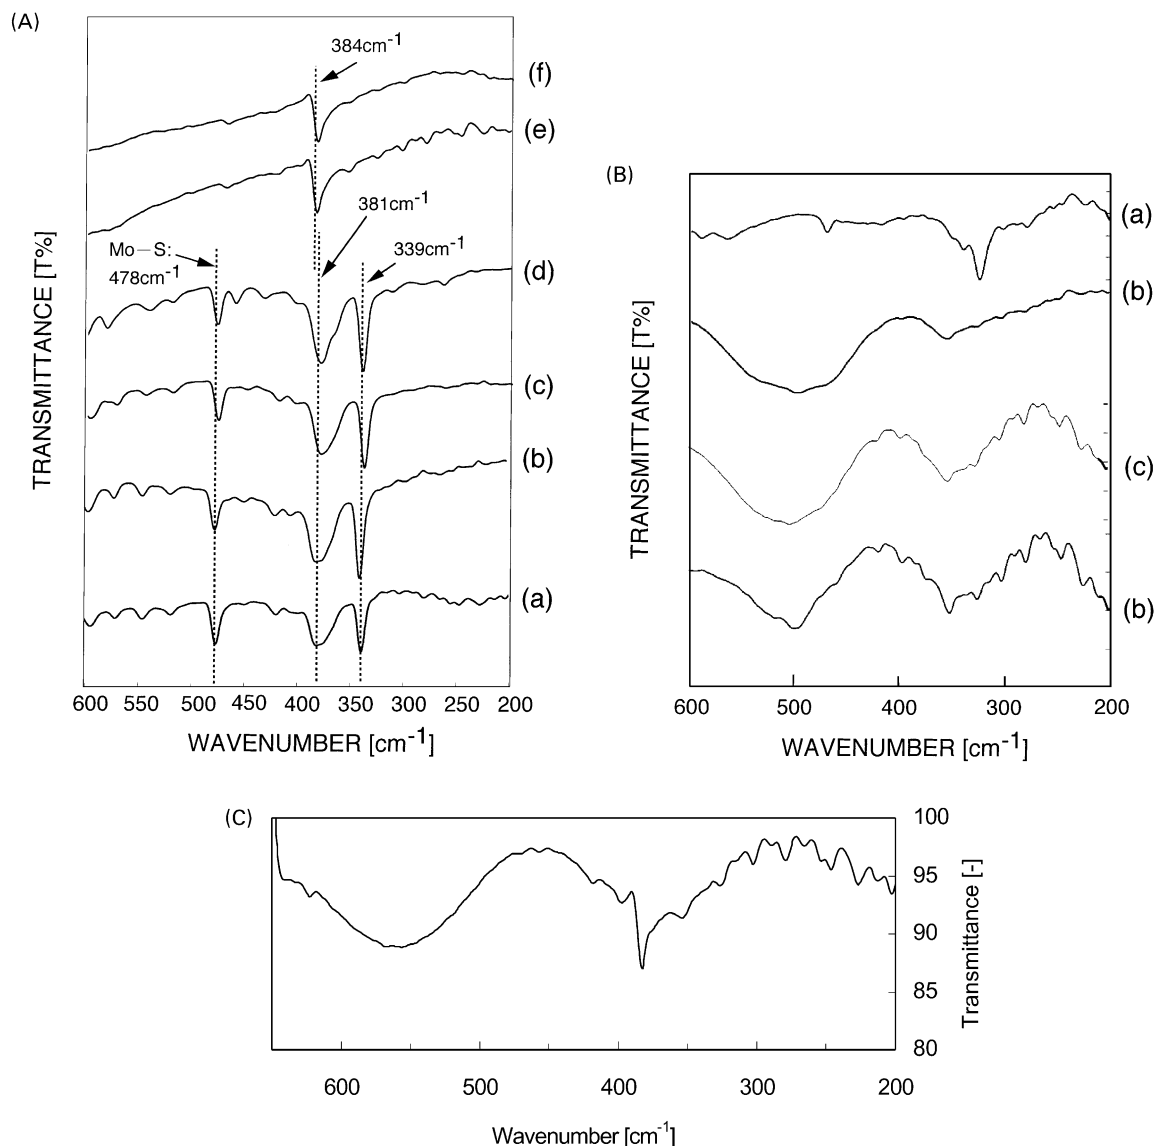 (A)
384cm-1
(f)
(e)
381cm-1
Mo—S:
478cm-1
339cm-1
(d)
(c)
(b)
(a)
TRANSMITTANCE [T%]
600 550 500 450 400 350 300 250 200
WAVENUMBER [cm-1]
(B)
(a)
(b)
(c)
(b)
TRANSMITTANCE [T%]
600 500 400 300 200
WAVENUMBER [cm-1]
(C)
100
95
90
85
80
Transmittance [-]
600 500 400 300 200
Wavenumber [cm-1]